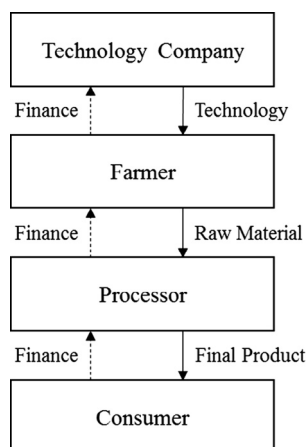 Technology Company
Finance
Technology
Farmer
Finance
Raw Material
Processor
Finance
Final Product
Consumer